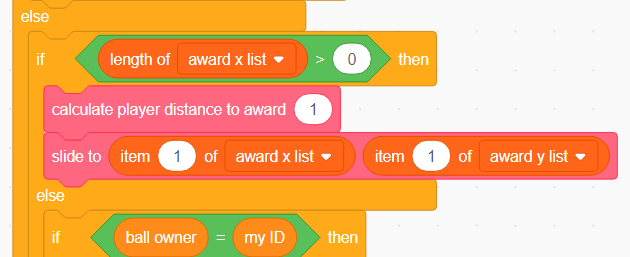 else
if length of award x list > 0 then
calculate player distance to award 1
slide to item 1 of award x list item 1 of award y list
else
if ball owner = my ID then